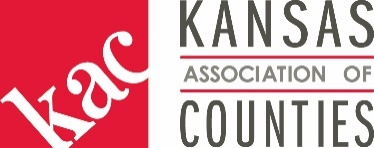 kac
KANSAS
ASSOCIATION OF
COUNTIES